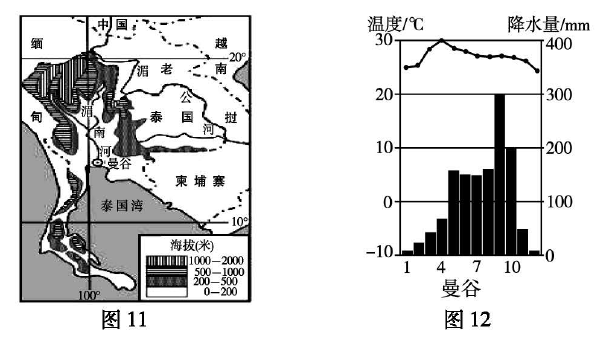 中国
缅甸
越南
20°
湄公河
老挝
泰国
湄南河
曼谷
柬埔寨
泰国湾
10°
海拔(米)
1000—2000
500—1000
200—500
0—200
100°
图 11
温度/℃ 降水量/mm
30 400
20 300
10 200
0 100
-10 0
1 4 7 10
曼谷
图 12